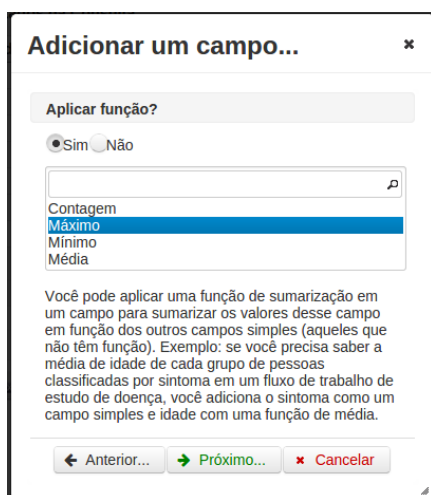 Adicionar um campo...
Aplicar função?
Sim Não
Contagem
Máximo
Mínimo
Média
Você pode aplicar uma função de sumarização em
um campo para sumarizar os valores desse campo
em função dos outros campos simples (aqueles que
não têm função). Exemplo: se você precisa saber a
média de idade de cada grupo de pessoas
classificadas por sintoma em um fluxo de trabalho de
estudo de doença, você adiciona o sintoma como um
campo simples e idade com uma função de média.
Anterior... Próximo... Cancelar